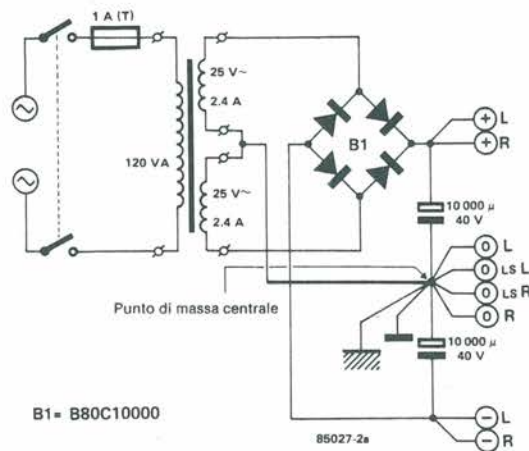 1 A (T)
25 V~
2.4 A
120 VA
25 V~
2.4 A
B1
+ L
+ R
10 000 µ
40 V
0 L
0 LS L
0 LS R
0 R
Punto di massa centrale
10 000 µ
40 V
B1= B80C10000
85027-2a
− L
− R